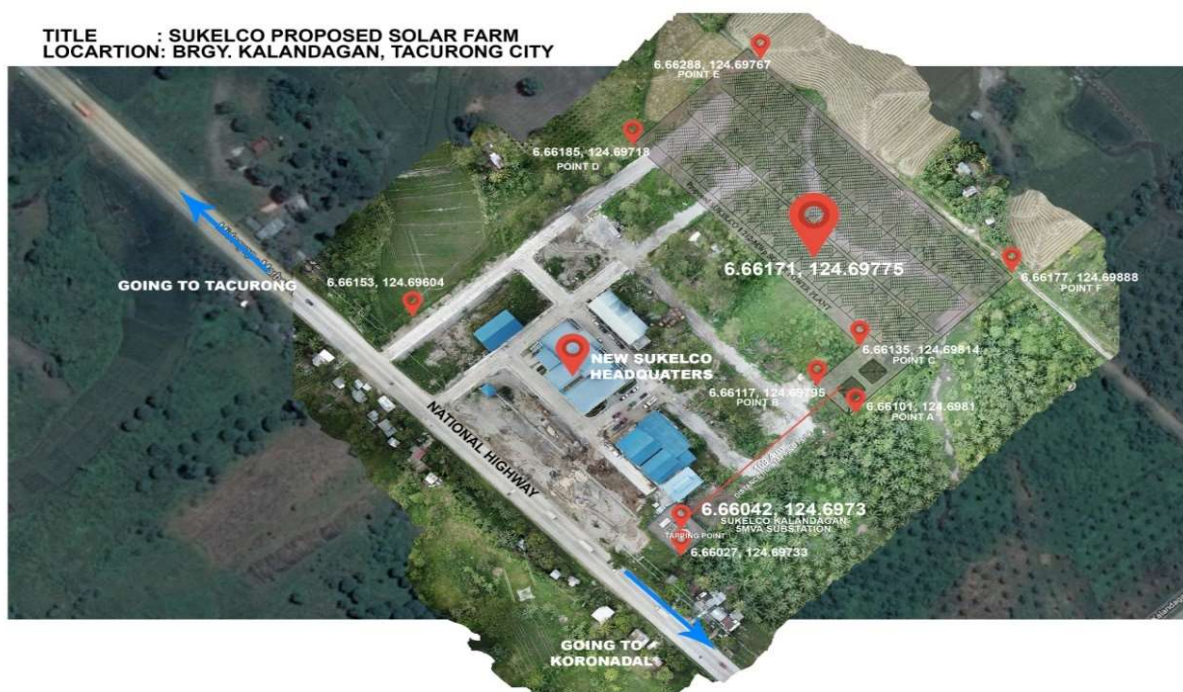 TITLE : SUKELCO PROPOSED SOLAR FARM
LOCARTION: BRGY. KALANDAGAN, TACURONG CITY
6.66288, 124.69767
POINT E
6.66185, 124.69718
POINT D
6.66171, 124.69775
6.66177, 124.69888
POINT F
GOING TO TACURONG
6.66153, 124.69604
6.66135, 124.69814
POINT C
NEW SUKELCO
HEADQUATERS
6.66117, 124.69795
POINT B
6.66101, 124.6981
POINT A
NATIONAL HIGHWAY
6.66042, 124.6973
SUKELCO KALANDAGAN
5MVA SUBSTATION
TAPPING POINT
6.66027, 124.69733
GOING TO
KORONADAL